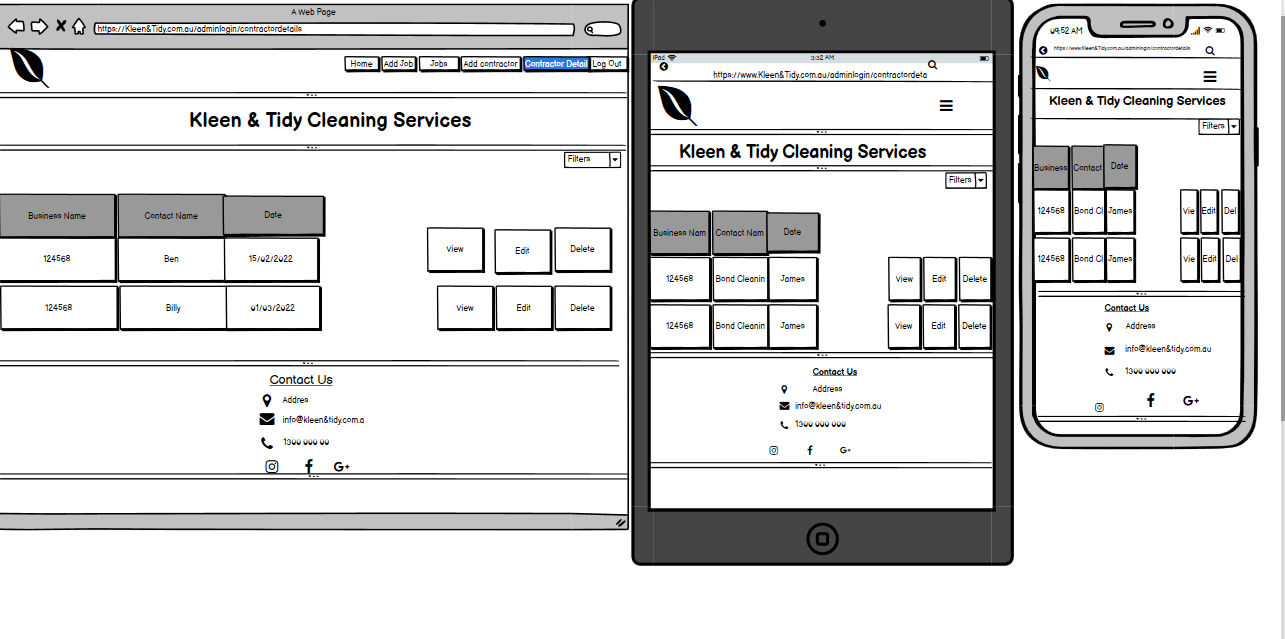 A Web Page
https://Kleen&Tidy.com.au/adminlogin/contractordetails
Home Add Job Jobs Add contractor Contractor Detail Log Out
Kleen & Tidy Cleaning Services
Filters
Business Name Contact Name Date
124568 Ben 15/02/2022 View Edit Delete
124568 Billy 01/03/2022 View Edit Delete
Contact Us
Addres
info@kleen&tidy.com.a
1300 000 00
G+
iPad 3:32 AM
https://www.Kleen&Tidy.com.au/adminlogin/contractordeta
Kleen & Tidy Cleaning Services
Filters
Business Nam Contact Nam Date
124568 Bond Cleanin James View Edit Delete
124568 Bond Cleanin James View Edit Delete
Contact Us
Address
info@kleen&tidy.com.au
1300 000 000
G+
09:52 AM
https://www.Kleen&Tidy.com.au/adminlogin/contractordetails
Kleen & Tidy Cleaning Services
Filters
Business Contact Date
124568 Bond Cl James Vie Edit Del
124568 Bond Cl James Vie Edit Del
Contact Us
Address
info@kleen&tidy.com.au
1300 000 000
G+